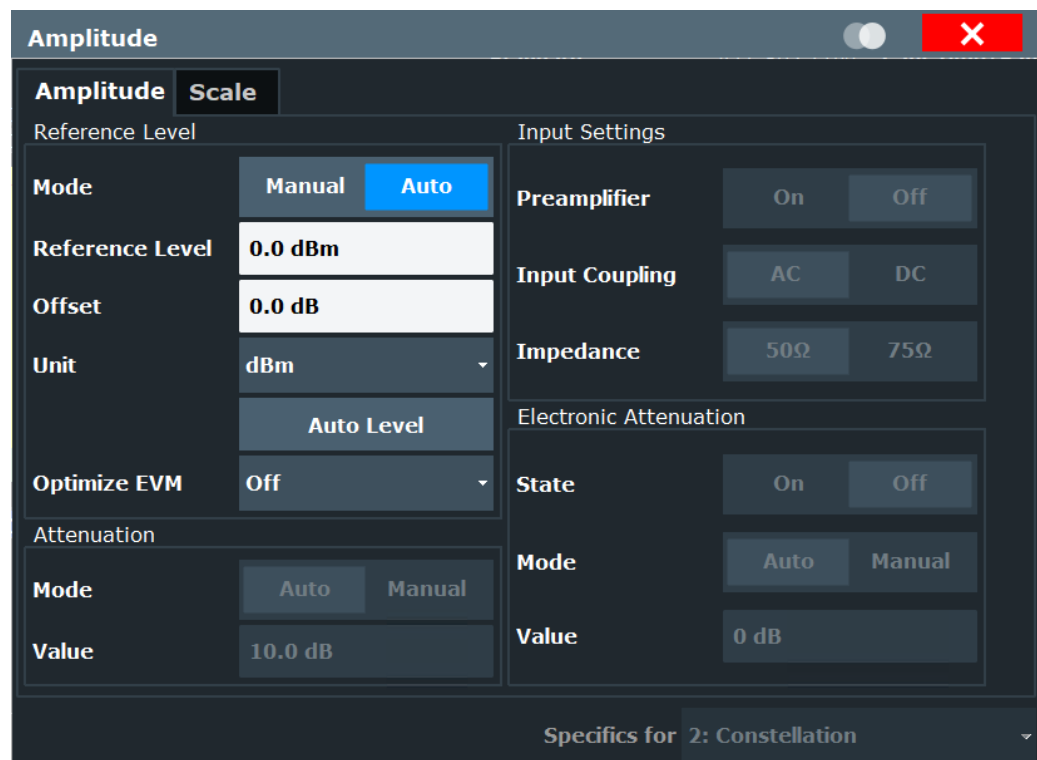 Amplitude
Amplitude Scale
Reference Level
Mode Manual Auto
Reference Level 0.0 dBm
Offset 0.0 dB
Unit dBm
Auto Level
Optimize EVM Off
Attenuation
Mode Auto Manual
Value 10.0 dB
Input Settings
Preamplifier On Off
Input Coupling AC DC
Impedance 50Ω 75Ω
Electronic Attenuation
State On Off
Mode Auto Manual
Value 0 dB
Specifics for 2: Constellation